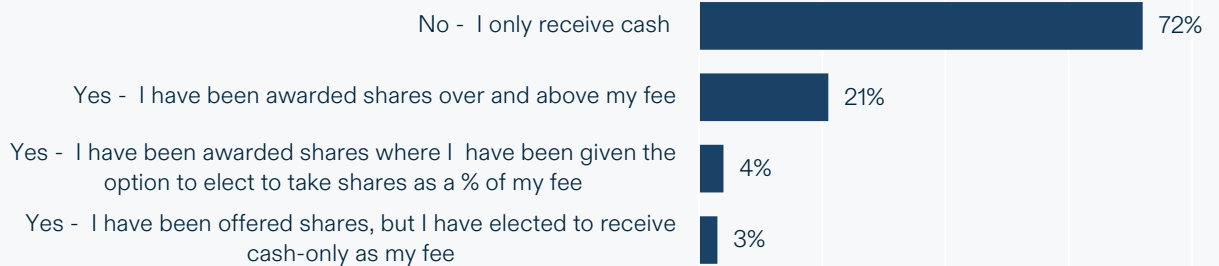 No -  I only receive cash
72%
Yes -  I have been awarded shares over and above my fee
21%
Yes -  I have been awarded shares where I  have been given the
option to elect to take shares as a % of my fee
4%
Yes -  I have been offered shares, but I have elected to receive
cash-only as my fee
3%